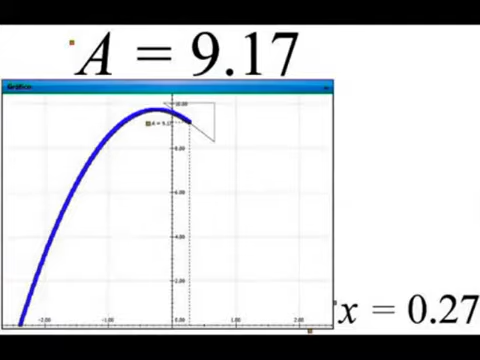 A = 9.17
Gráfico
10.00
A = 9.17
8.00
6.00
4.00
2.00
-2.00 -1.00 0.00 1.00 2.00
x = 0.27